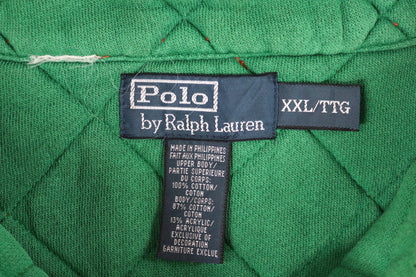 Polo
by Ralph Lauren
XXL/TTG
MADE IN PHILIPPINES
FAIT AUX PHILIPPINES
UPPER BODY/
PARTIE SUPERIEURE
DU CORPS:
100% COTTON/
COTON
BODY/CORPS:
87% COTTON/
COTON
13% ACRYLIC/
ACRYLIQUE
EXCLUSIVE OF
DECORATION
GARNITURE EXCLUE